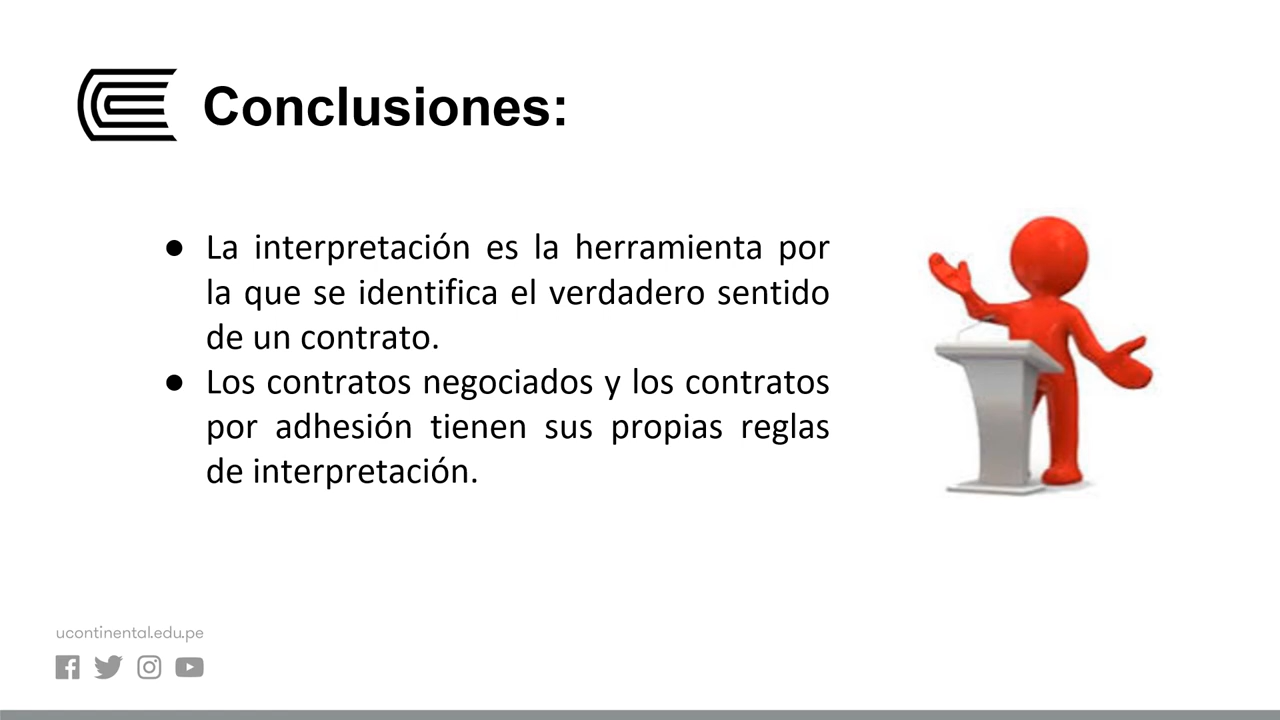 Conclusiones:
● La interpretación es la herramienta por
la que se identifica el verdadero sentido
de un contrato.
● Los contratos negociados y los contratos
por adhesión tienen sus propias reglas
de interpretación.
ucontinental.edu.pe